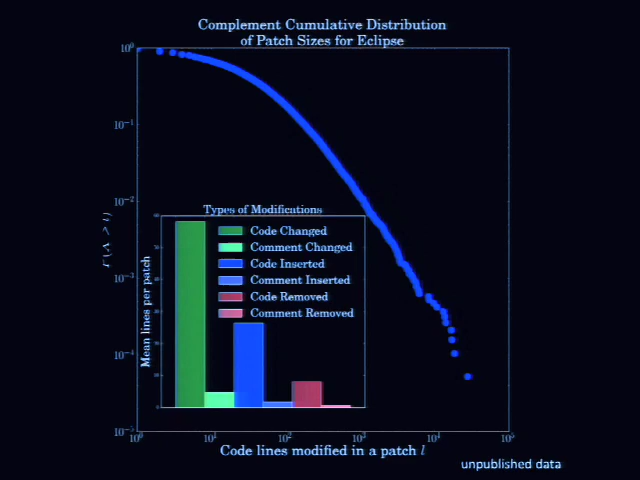 Complement Cumulative Distribution
of Patch Sizes for Eclipse
10⁰
10⁻¹
10⁻²
10⁻³
10⁻⁴
10⁻⁵
Types of Modifications
Code Changed
Comment Changed
Code Inserted
Comment Inserted
Code Removed
Comment Removed
Mean lines per patch
10⁰ 10¹ 10² 10³ 10⁴ 10⁵
Code lines modified in a patch l
unpublished data